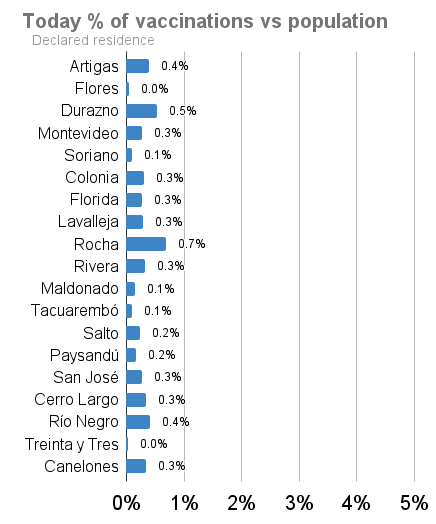 Today % of vaccinations vs population
Declared residence
Artigas 0.4%
Flores 0.0%
Durazno 0.5%
Montevideo 0.3%
Soriano 0.1%
Colonia 0.3%
Florida 0.3%
Lavalleja 0.3%
Rocha 0.7%
Rivera 0.3%
Maldonado 0.1%
Tacuarembó 0.1%
Salto 0.2%
Paysandú 0.2%
San José 0.3%
Cerro Largo 0.3%
Río Negro 0.4%
Treinta y Tres 0.0%
Canelones 0.3%
0% 1% 2% 3% 4% 5%